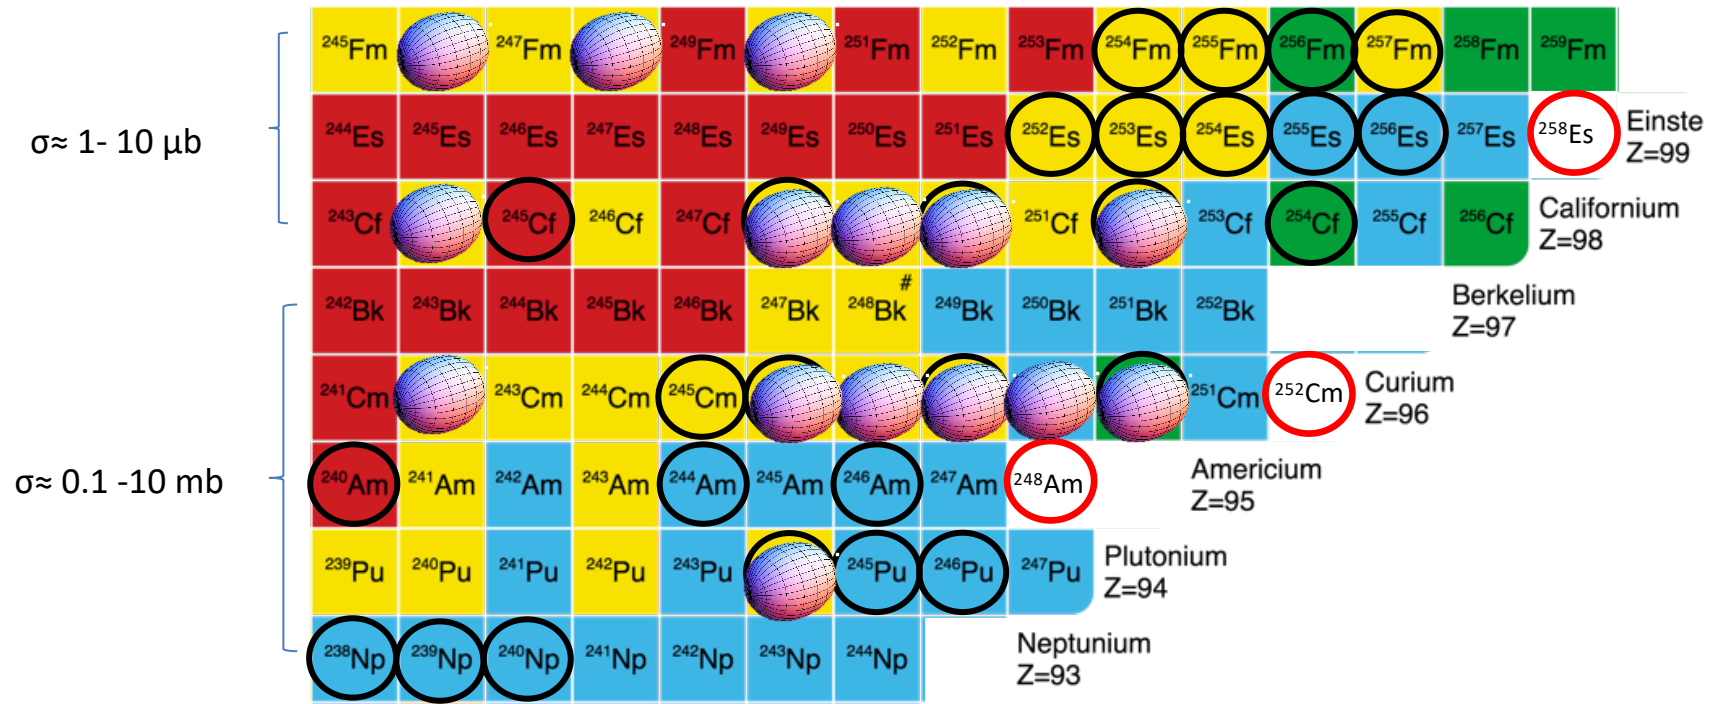 ²⁴⁵Fm ²⁴⁷Fm ²⁴⁹Fm ²⁵¹Fm ²⁵²Fm ²⁵³Fm ²⁵⁴Fm ²⁵⁵Fm ²⁵⁶Fm ²⁵⁷Fm ²⁵⁸Fm ²⁵⁹Fm
σ≈ 1- 10 µb
²⁴⁴Es ²⁴⁵Es ²⁴⁶Es ²⁴⁷Es ²⁴⁸Es ²⁴⁹Es ²⁵⁰Es ²⁵¹Es ²⁵²Es ²⁵³Es ²⁵⁴Es ²⁵⁵Es ²⁵⁶Es ²⁵⁷Es ²⁵⁸Es
Einste
Z=99
²⁴³Cf ²⁴⁵Cf ²⁴⁶Cf ²⁴⁷Cf ²⁵¹Cf ²⁵³Cf ²⁵⁴Cf ²⁵⁵Cf ²⁵⁶Cf
Californium
Z=98
²⁴²Bk ²⁴³Bk ²⁴⁴Bk ²⁴⁵Bk ²⁴⁶Bk ²⁴⁷Bk ²⁴⁸Bk # ²⁴⁹Bk ²⁵⁰Bk ²⁵¹Bk ²⁵²Bk
Berkelium
Z=97
²⁴¹Cm ²⁴³Cm ²⁴⁴Cm ²⁴⁵Cm ²⁵¹Cm ²⁵²Cm
Curium
Z=96
σ≈ 0.1 -10 mb
²⁴⁰Am ²⁴¹Am ²⁴²Am ²⁴³Am ²⁴⁴Am ²⁴⁵Am ²⁴⁶Am ²⁴⁷Am ²⁴⁸Am
Americium
Z=95
²³⁹Pu ²⁴⁰Pu ²⁴¹Pu ²⁴²Pu ²⁴³Pu ²⁴⁵Pu ²⁴⁶Pu ²⁴⁷Pu
Plutonium
Z=94
²³⁸Np ²³⁹Np ²⁴⁰Np ²⁴¹Np ²⁴²Np ²⁴³Np ²⁴⁴Np
Neptunium
Z=93